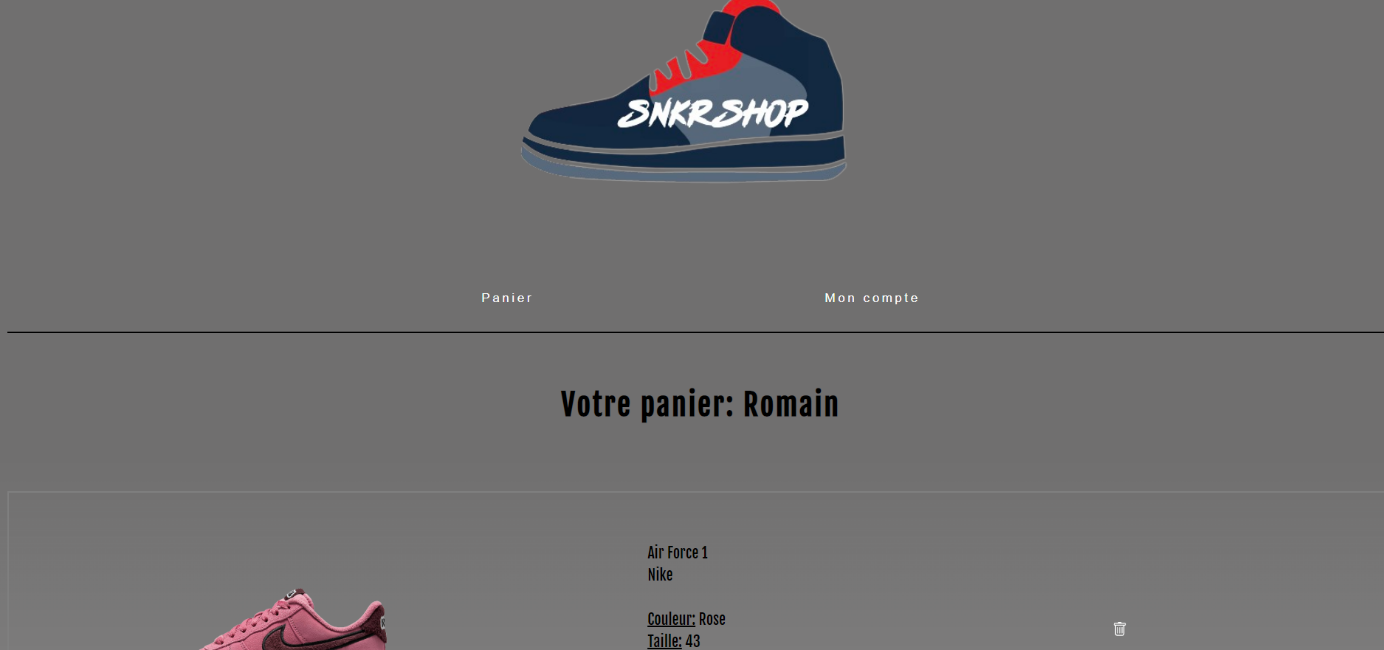 SNKRSHOP
Panier
Mon compte
Votre panier: Romain
Air Force 1
Nike
Couleur: Rose
Taille: 43